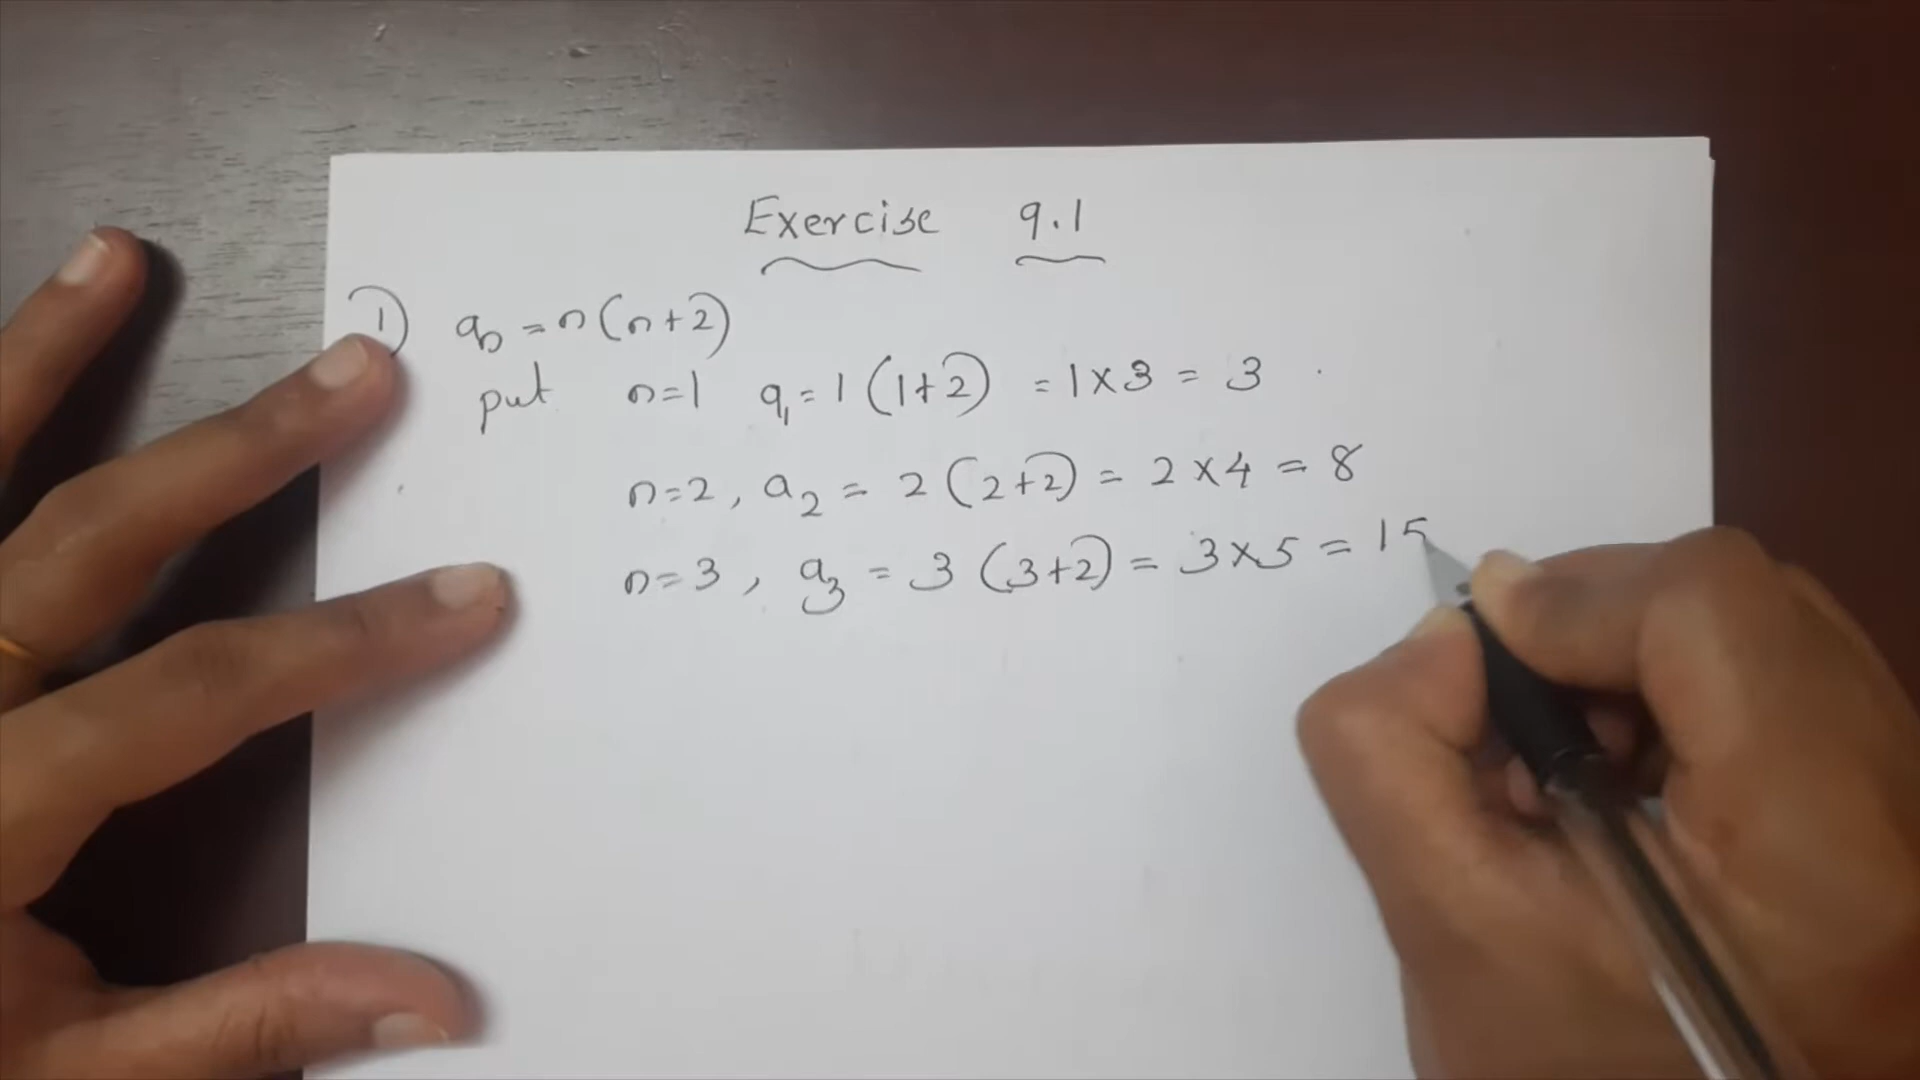 Exercise 9.1
1) aₙ = n(n+2)
put n=1 a₁ = 1(1+2) = 1×3 = 3
n=2, a₂ = 2(2+2) = 2×4 = 8
n=3, a₃ = 3(3+2) = 3×5 = 15